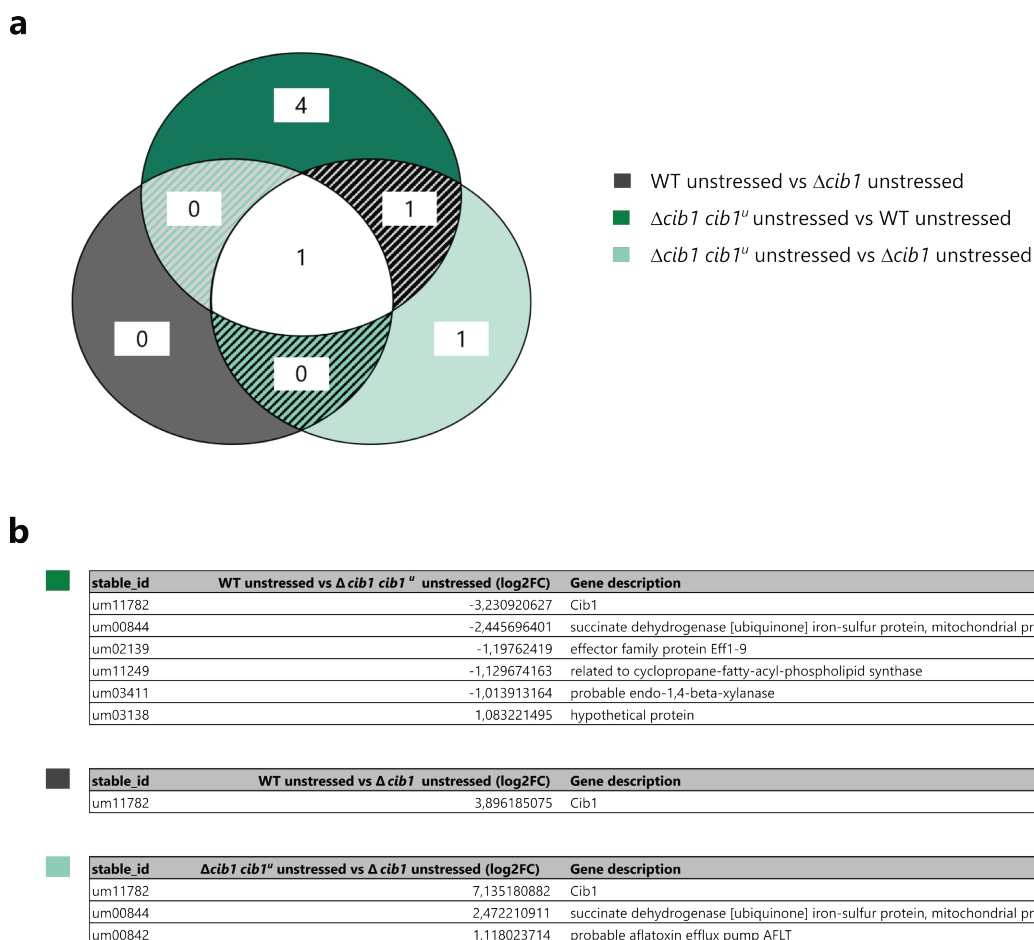 a
4
0
1
1
0
1
0
WT unstressed vs Δcib1 unstressed
Δcib1 cib1ᵘ unstressed vs WT unstressed
Δcib1 cib1ᵘ unstressed vs Δcib1 unstressed
b
stable_id WT unstressed vs Δ cib1 cib1 ᵘ unstressed (log2FC) Gene description
um11782 -3,230920627 Cib1
um00844 -2,445696401 succinate dehydrogenase [ubiquinone] iron-sulfur protein, mitochondrial pr
um02139 -1,19762419 effector family protein Eff1-9
um11249 -1,129674163 related to cyclopropane-fatty-acyl-phospholipid synthase
um03411 -1,013913164 probable endo-1,4-beta-xylanase
um03138 1,083221495 hypothetical protein
stable_id WT unstressed vs Δ cib1 unstressed (log2FC) Gene description
um11782 3,896185075 Cib1
stable_id Δcib1 cib1ᵘ unstressed vs Δ cib1 unstressed (log2FC) Gene description
um11782 7,135180882 Cib1
um00844 2,472210911 succinate dehydrogenase [ubiquinone] iron-sulfur protein, mitochondrial pr
um00842 1,118023714 probable aflatoxin efflux pump AFLT